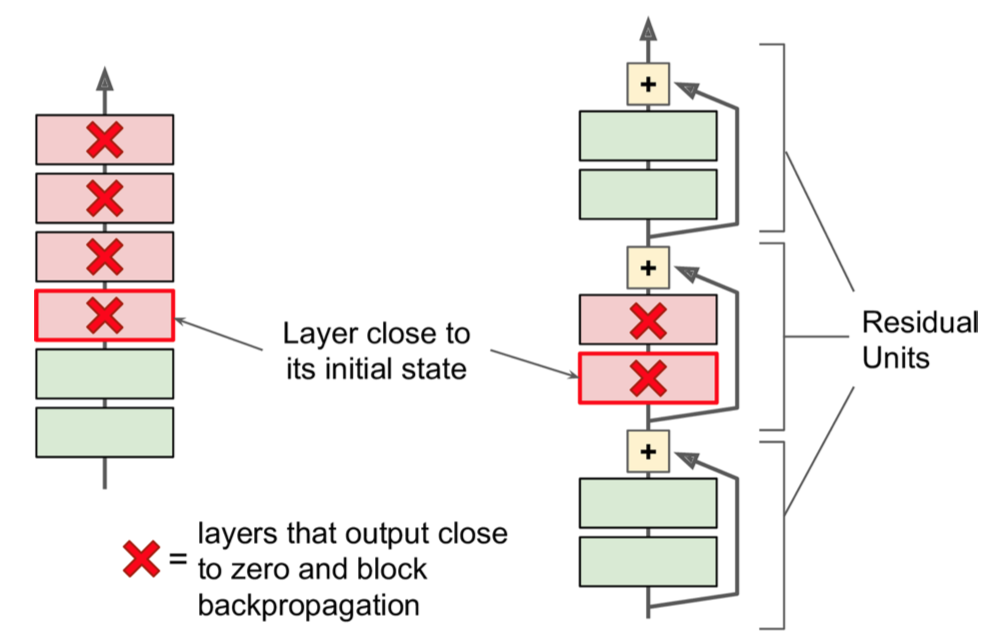 +
+
Layer close to
its initial state
Residual
Units
+
= layers that output close
to zero and block
backpropagation